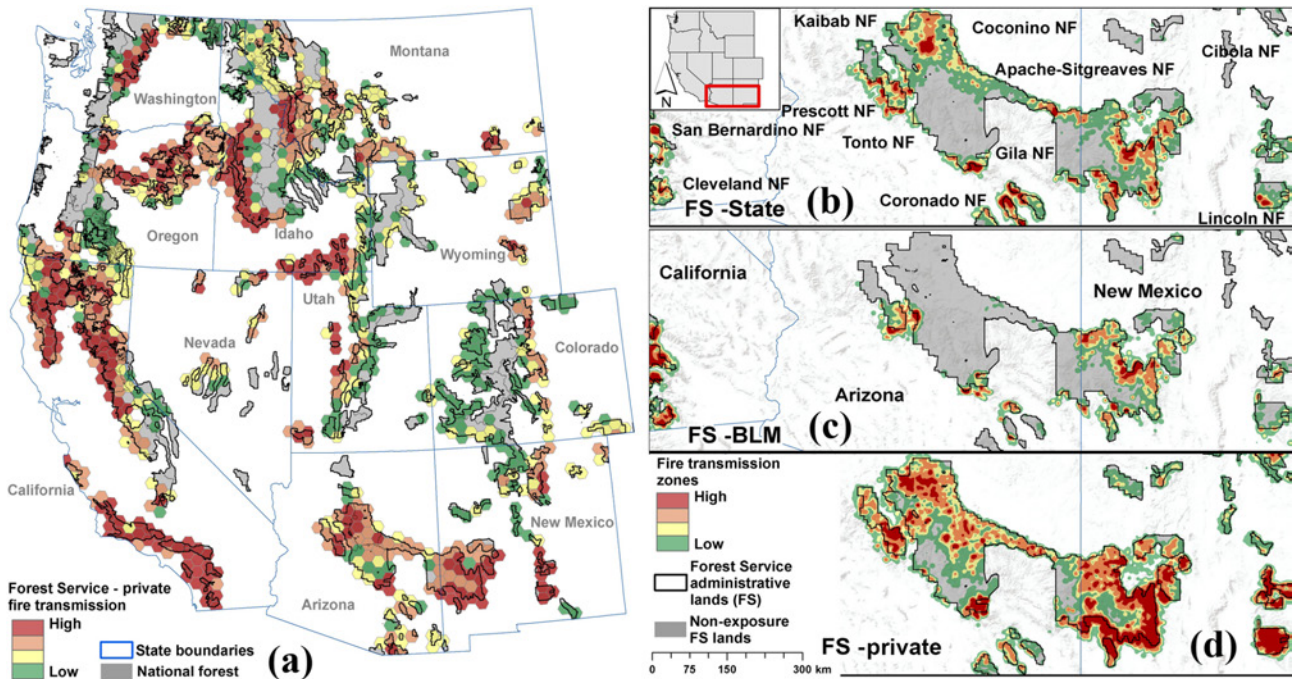 Montana
Washington
Oregon
Idaho
Wyoming
Utah
Nevada
Colorado
California
New Mexico
Arizona
Forest Service - private
fire transmission
High
Low
State boundaries
National forest
(a)
N
Kaibab NF
Coconino NF
Cibola NF
Apache-Sitgreaves NF
Prescott NF
San Bernardino NF
Tonto NF
Gila NF
Cleveland NF
Coronado NF
Lincoln NF
FS -State
(b)
California
New Mexico
Arizona
FS -BLM
(c)
Fire transmission
zones
High
Low
Forest Service
administrative
lands (FS)
Non-exposure
FS lands
0 75 150 300 km
FS -private
(d)